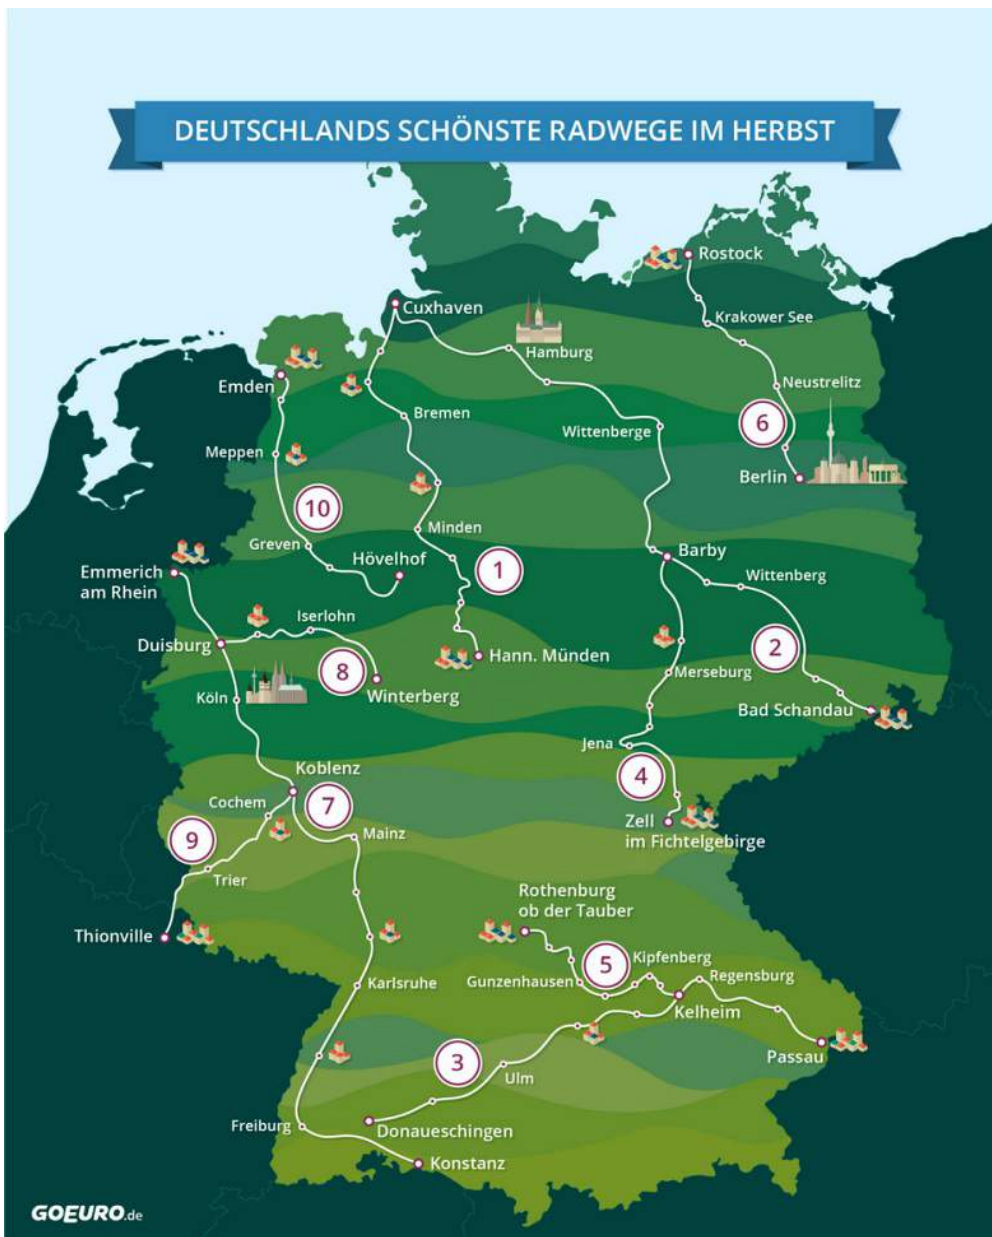 DEUTSCHLANDS SCHÖNSTE RADWEGE IM HERBST
Rostock
Cuxhaven
Krakower See
Hamburg
Emden
Neustrelitz
Bremen
6
Wittenberge
Meppen
Berlin
10
Minden
Greven
Hövelhof
Barby
1
Emmerich
am Rhein
Wittenberg
Iserlohn
Duisburg
Hann. Münden
2
8
Merseburg
Winterberg
Köln
Bad Schandau
Jena
Koblenz
4
Cochem
7
Zell
im Fichtelgebirge
Mainz
9
Trier
Rothenburg
ob der Tauber
Thionville
Kipfenberg
5
Regensburg
Gunzenhausen
Karlsruhe
Kelheim
Passau
3
Ulm
Freiburg
Donaueschingen
Konstanz
GOEURO.de